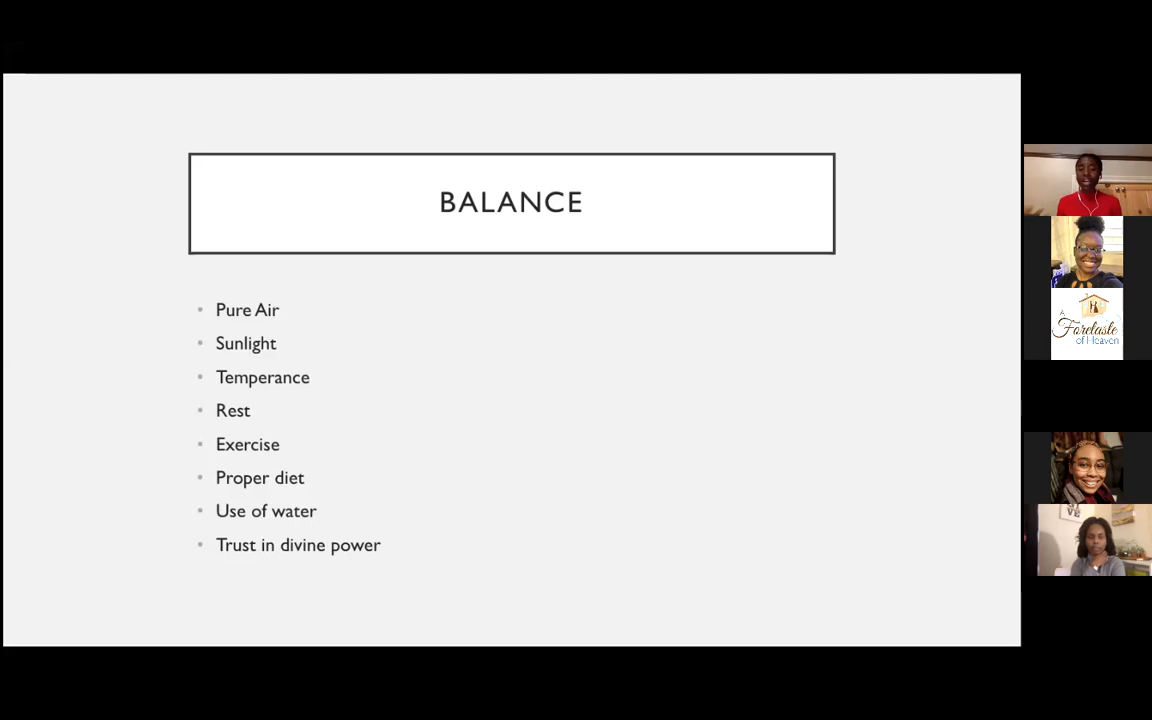 BALANCE
Pure Air
Sunlight
Temperance
Rest
Exercise
Proper diet
Use of water
Trust in divine power
A
Foretaste
of Heaven